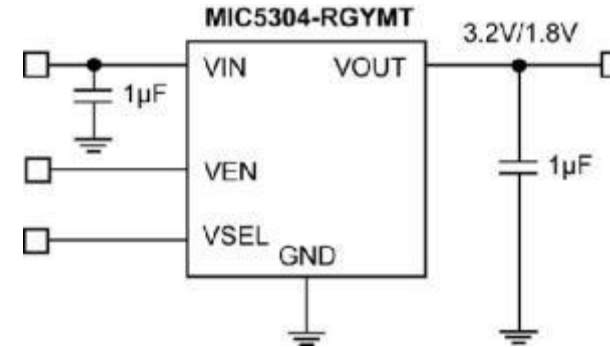 MIC5304-RGYMT
3.2V/1.8V
VIN
VOUT
1µF
VEN
1µF
VSEL
GND